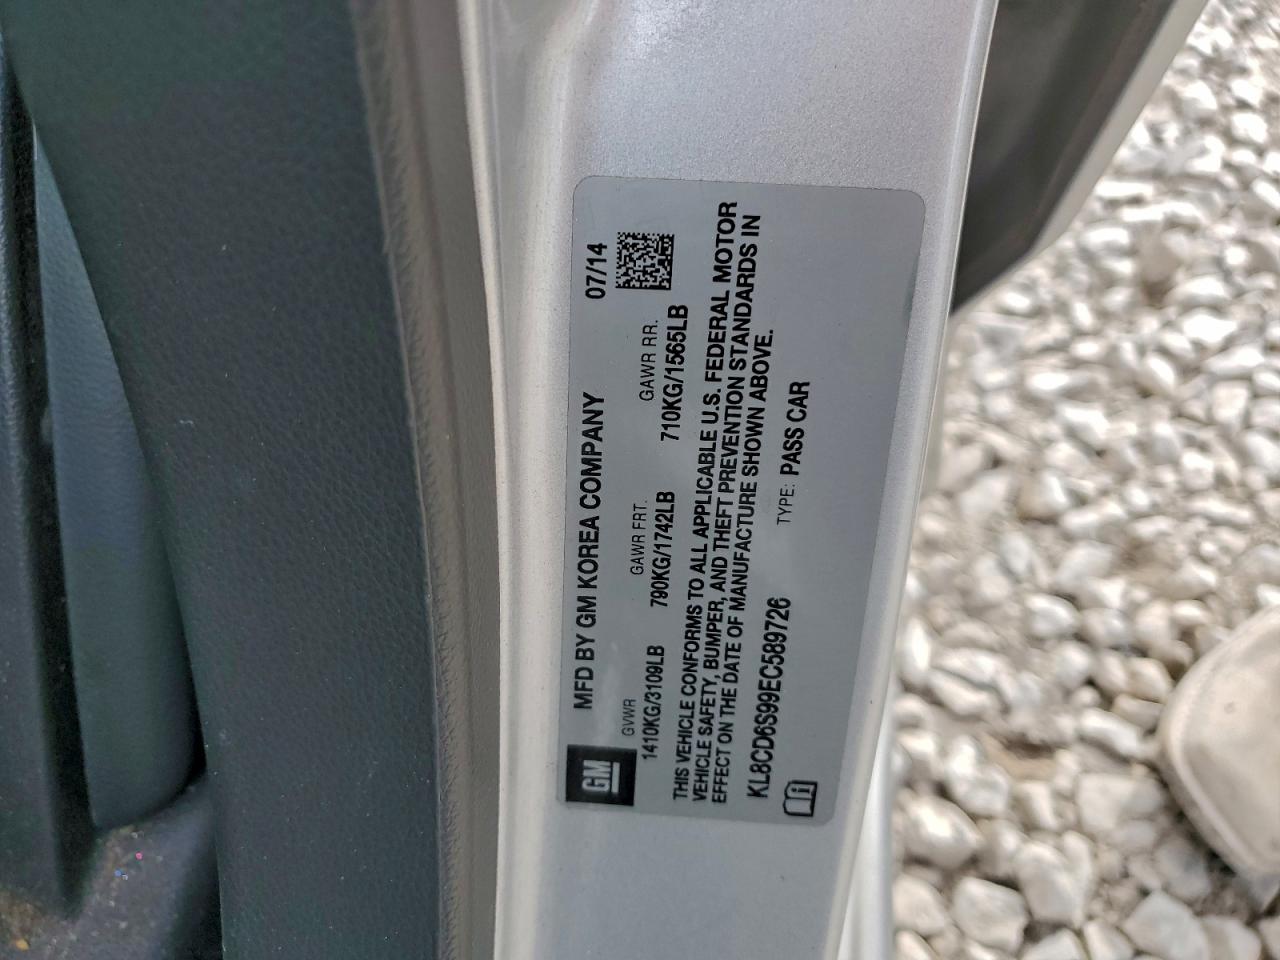 GM
MFD BY GM KOREA COMPANY 07/14
GVWR GAWR FRT. GAWR RR.
1410KG/3109LB 790KG/1742LB 710KG/1565LB
THIS VEHICLE CONFORMS TO ALL APPLICABLE U.S. FEDERAL MOTOR
VEHICLE SAFETY, BUMPER, AND THEFT PREVENTION STANDARDS IN
EFFECT ON THE DATE OF MANUFACTURE SHOWN ABOVE.
KL8CD6S99EC589726 TYPE: PASS CAR